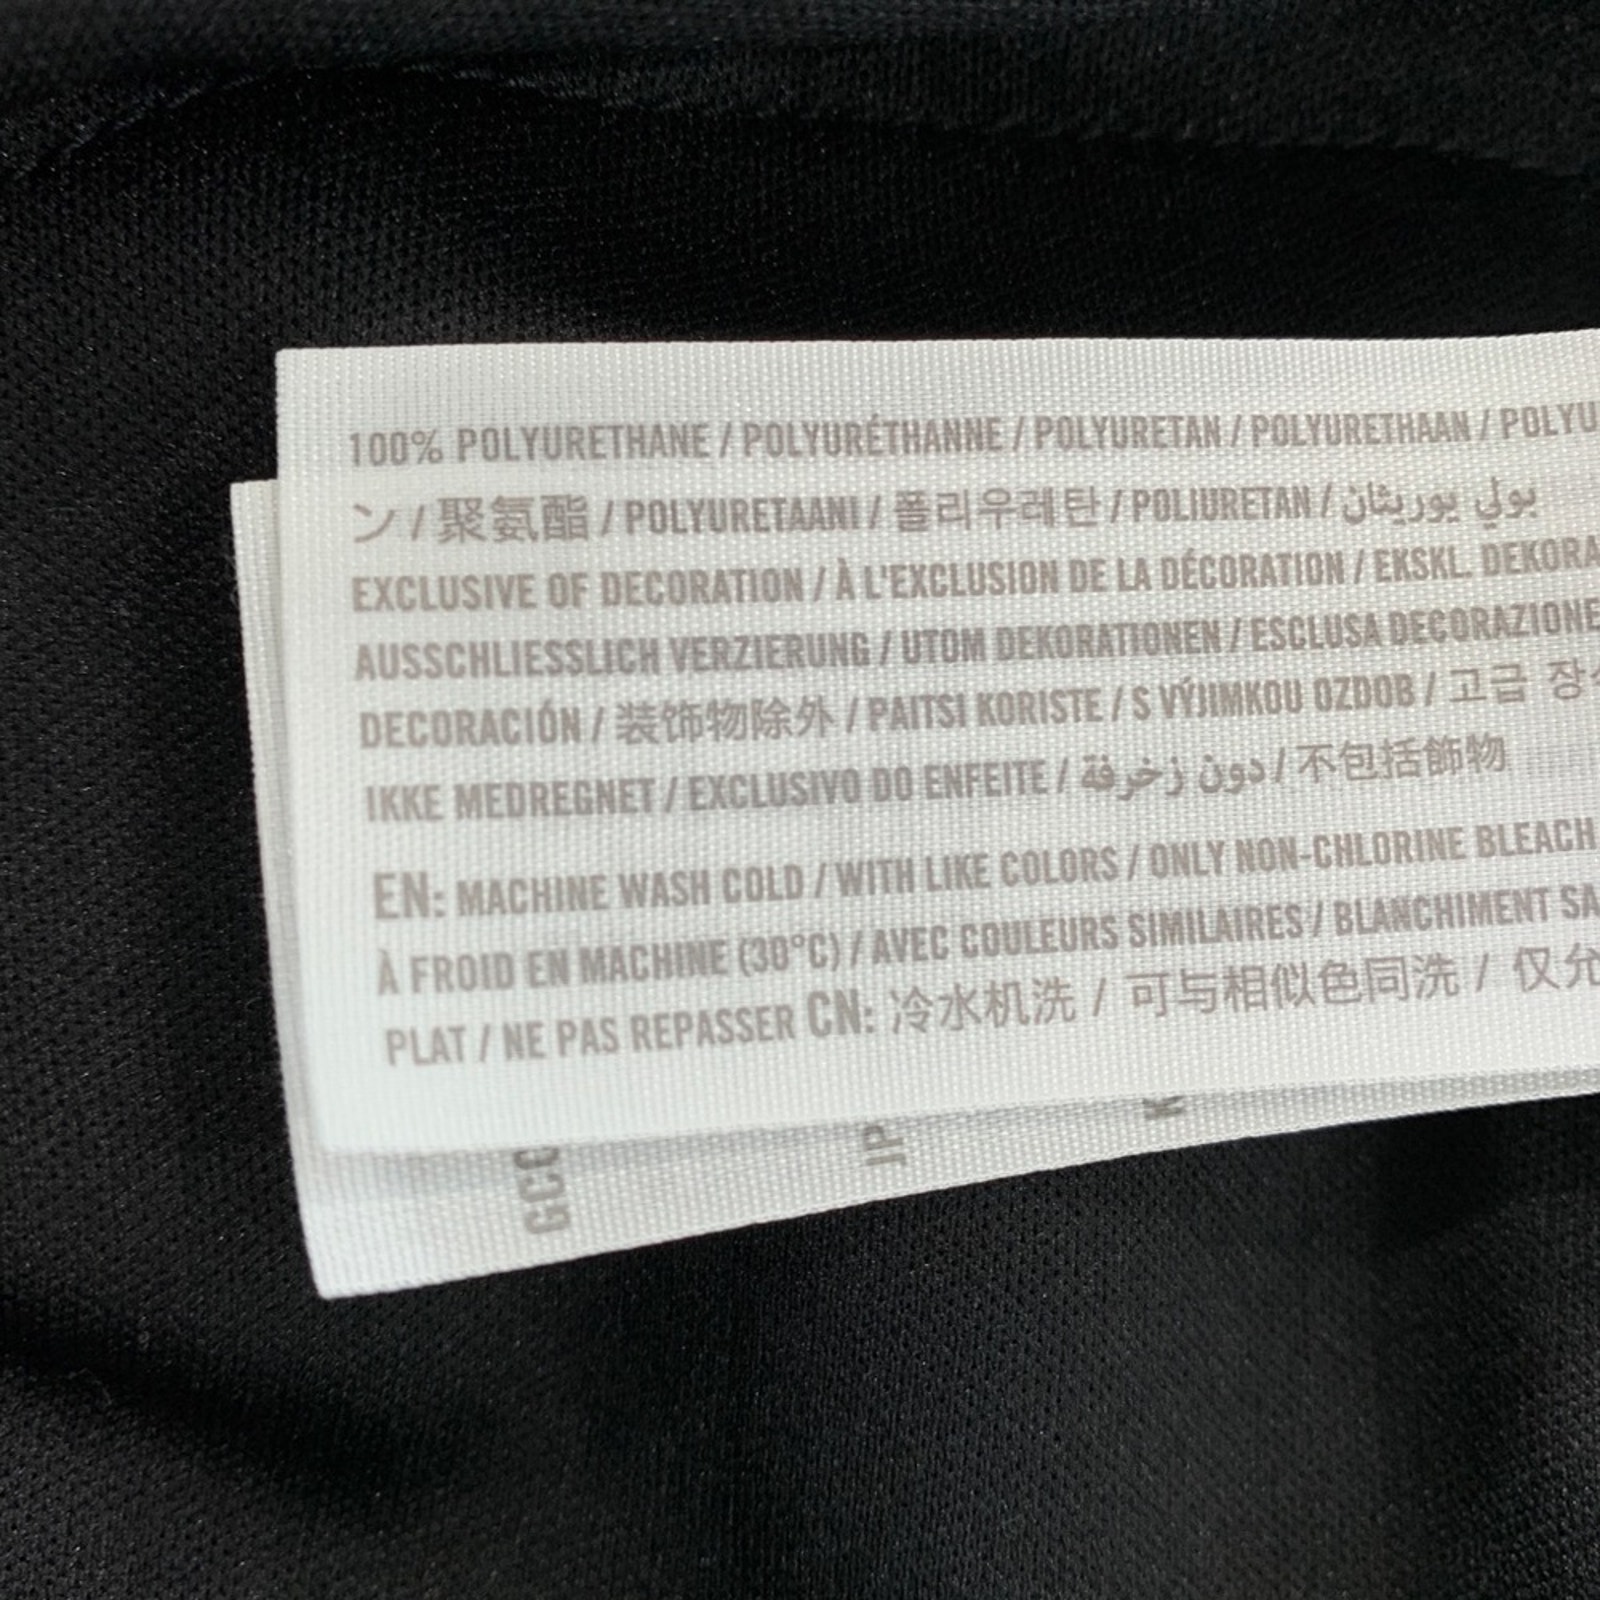 100% POLYURETHANE / POLYURÉTHANNE / POLYURETAN / POLYURETHAAN / POLYU
ン / 聚氨酯 / POLYURETAANI / 폴리우레탄 / POLIURETAN / بولي يوريثان
EXCLUSIVE OF DECORATION / À L'EXCLUSION DE LA DÉCORATION / EKSKL. DEKORA
AUSSCHLIESSLICH VERZIERUNG / UTOM DEKORATIONEN / ESCLUSA DECORAZIONE
DECORACIÓN / 装饰物除外 / PAITSI KORISTE / S VÝJIMKOU OZDOB / 고급 장
IKKE MEDREGNET / EXCLUSIVO DO ENFEITE / دون زخرفة / 不包括飾物
EN: MACHINE WASH COLD / WITH LIKE COLORS / ONLY NON-CHLORINE BLEACH
À FROID EN MACHINE (30°C) / AVEC COULEURS SIMILAIRES / BLANCHIMENT SA
PLAT / NE PAS REPASSER CN: 冷水机洗 / 可与相似色同洗 / 仅允
GCC
JP
K